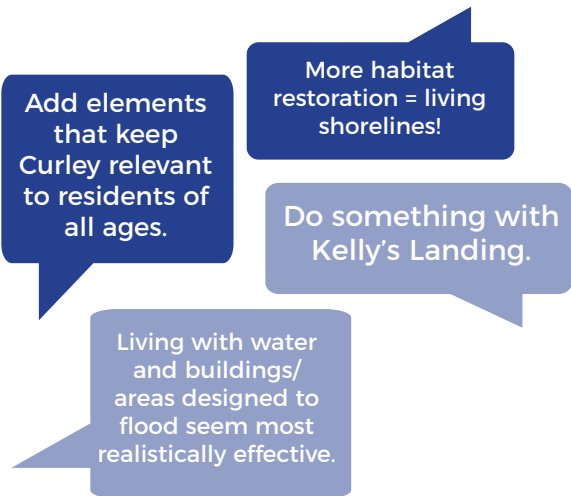 More habitat
restoration = living
shorelines!
Add elements
that keep
Curley relevant
to residents of
all ages.
Do something with
Kelly’s Landing.
Living with water
and buildings/
areas designed to
flood seem most
realistically effective.